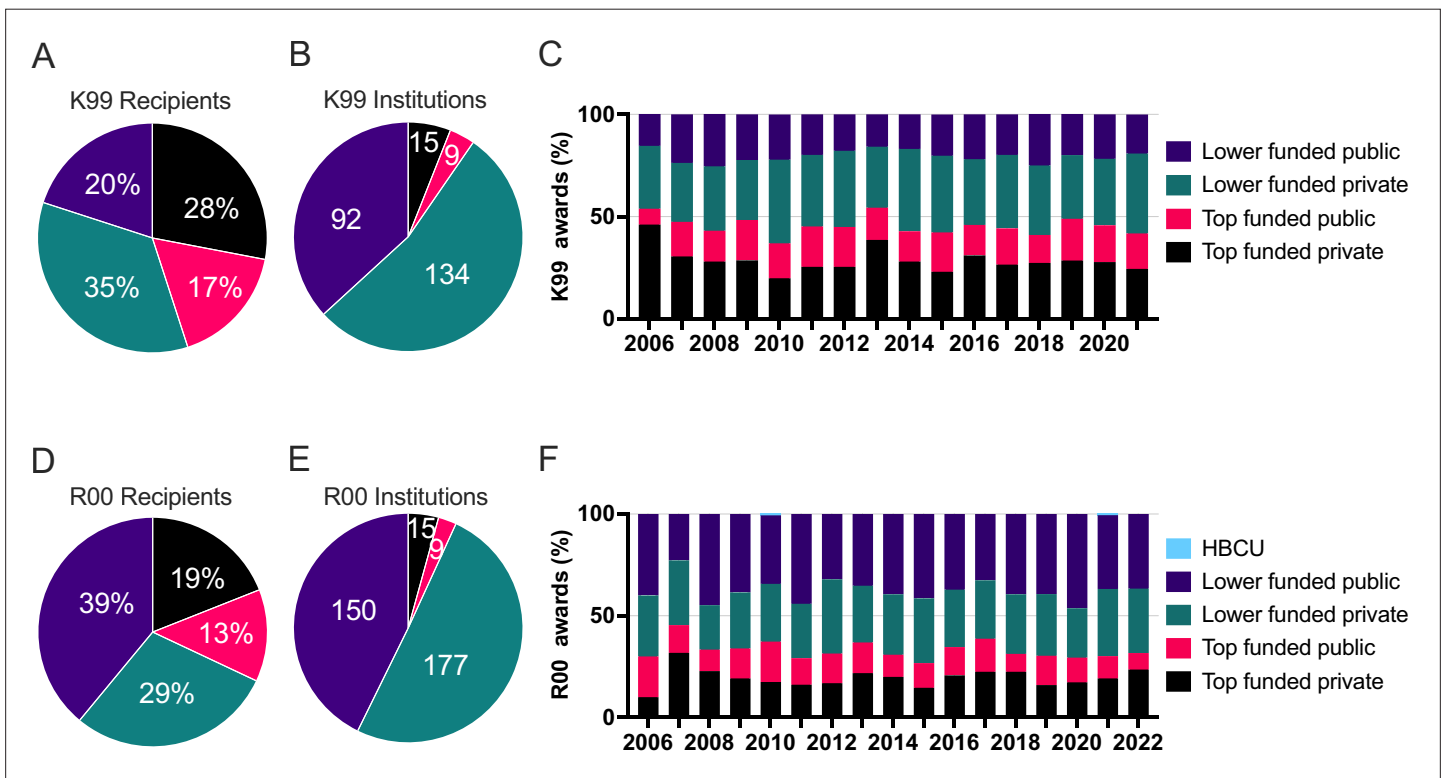 A
K99 Recipients
28%
17%
35%
20%
B
K99 Institutions
15
9
134
92
C
K99 awards (%)
100
50
0
2006 2008 2010 2012 2014 2016 2018 2020
Lower funded public
Lower funded private
Top funded public
Top funded private
D
R00 Recipients
19%
13%
29%
39%
E
R00 Institutions
15
9
177
150
F
R00 awards (%)
100
50
0
2006 2008 2010 2012 2014 2016 2018 2020 2022
HBCU
Lower funded public
Lower funded private
Top funded public
Top funded private